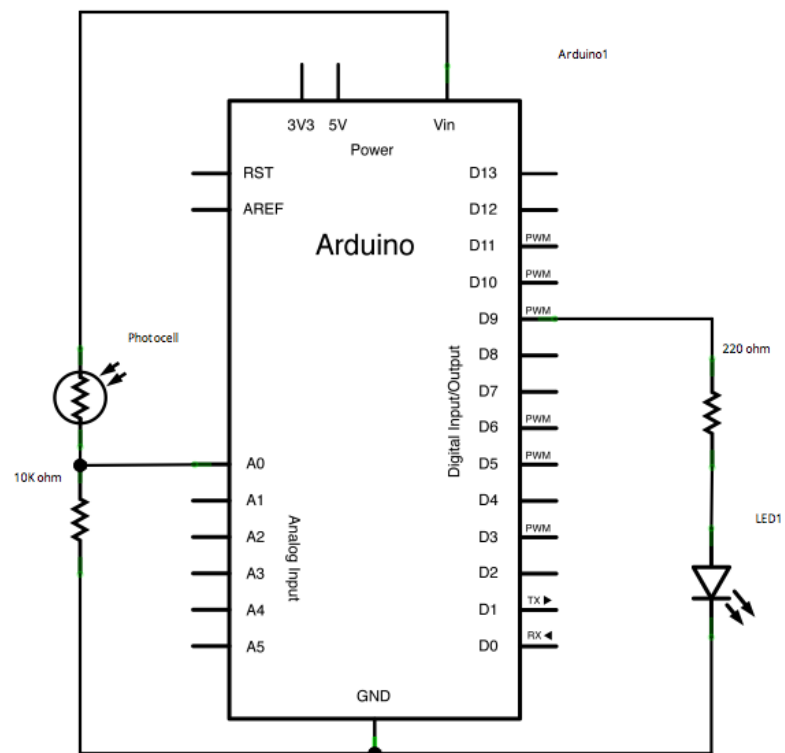 Arduino1
3V3 5V Vin
Power
RST
AREF
Arduino
D13
D12
D11 PWM
D10 PWM
D9 PWM
D8
D7
D6 PWM
D5 PWM
D4
D3 PWM
D2
D1 TX ▶
D0 RX ◀
Digital Input/Output
Photocell
10K ohm
A0
A1
A2
A3
A4
A5
Analog Input
GND
220 ohm
LED1